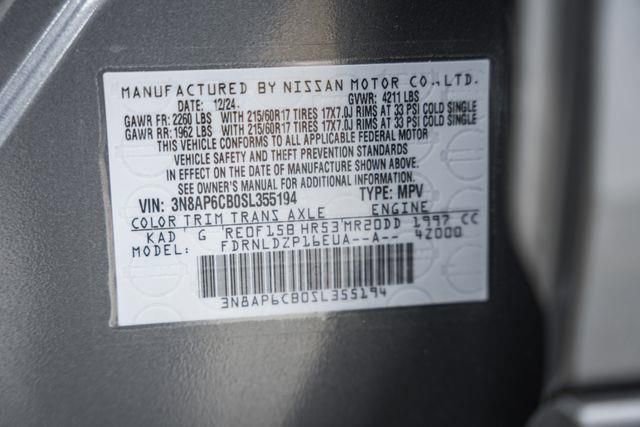 MANUFACTURED BY NISSAN MOTOR CO., LTD.
DATE: 12/24. GVWR: 4211 LBS
GAWR FR: 2260 LBS WITH 215/60R17 TIRES 17X7.0J RIMS AT 33 PSI COLD SINGLE
GAWR RR: 1962 LBS WITH 215/60R17 TIRES 17X7.0J RIMS AT 33 PSI COLD SINGLE
THIS VEHICLE CONFORMS TO ALL APPLICABLE FEDERAL MOTOR
VEHICLE SAFETY AND THEFT PREVENTION STANDARDS
IN EFFECT ON THE DATE OF MANUFACTURE SHOWN ABOVE.
SEE OWNER'S MANUAL FOR ADDITIONAL INFORMATION.
VIN: 3N8AP6CB0SL355194 TYPE: MPV
COLOR TRIM TRANS AXLE ENGINE
KAD G RE0F15B HR53 MR20DD 1997 CC
MODEL: FDRNLDZP16EUA--A-- 4Z000
3N8AP6CB0SL355194